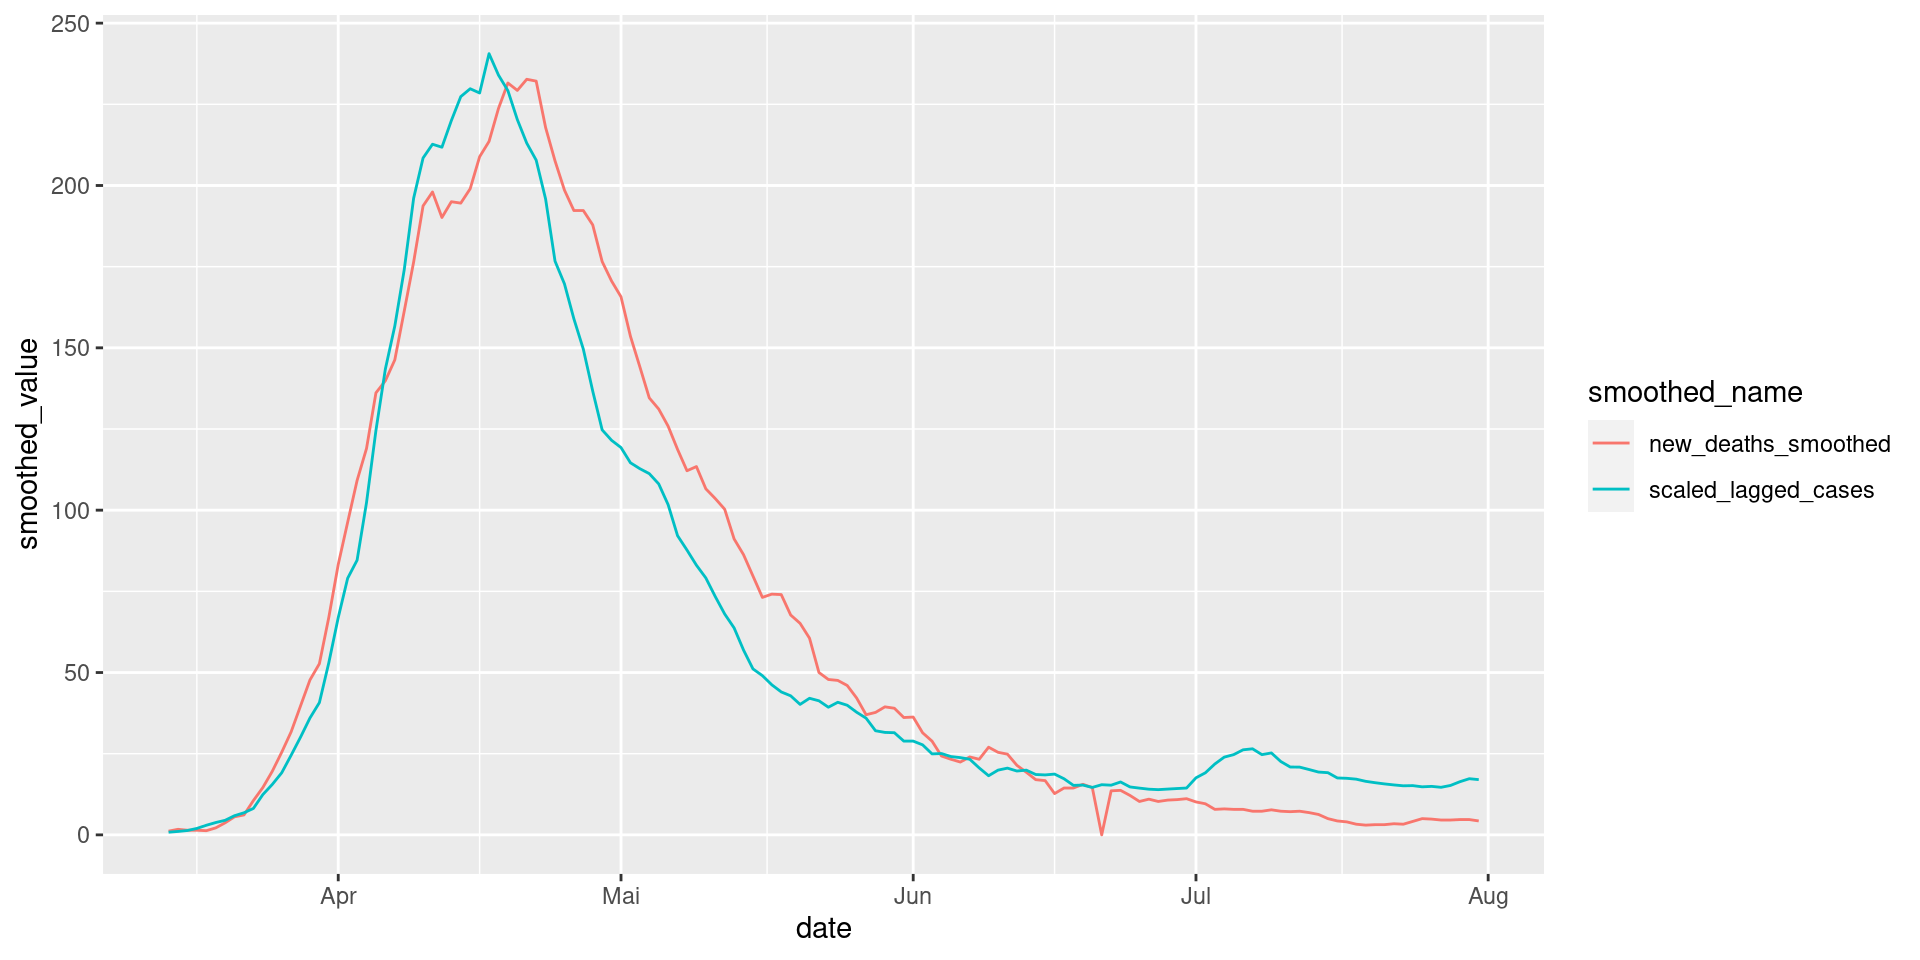 250
200
150
100
50
0
smoothed_value
Apr
Mai
Jun
Jul
Aug
date
smoothed_name
new_deaths_smoothed
scaled_lagged_cases